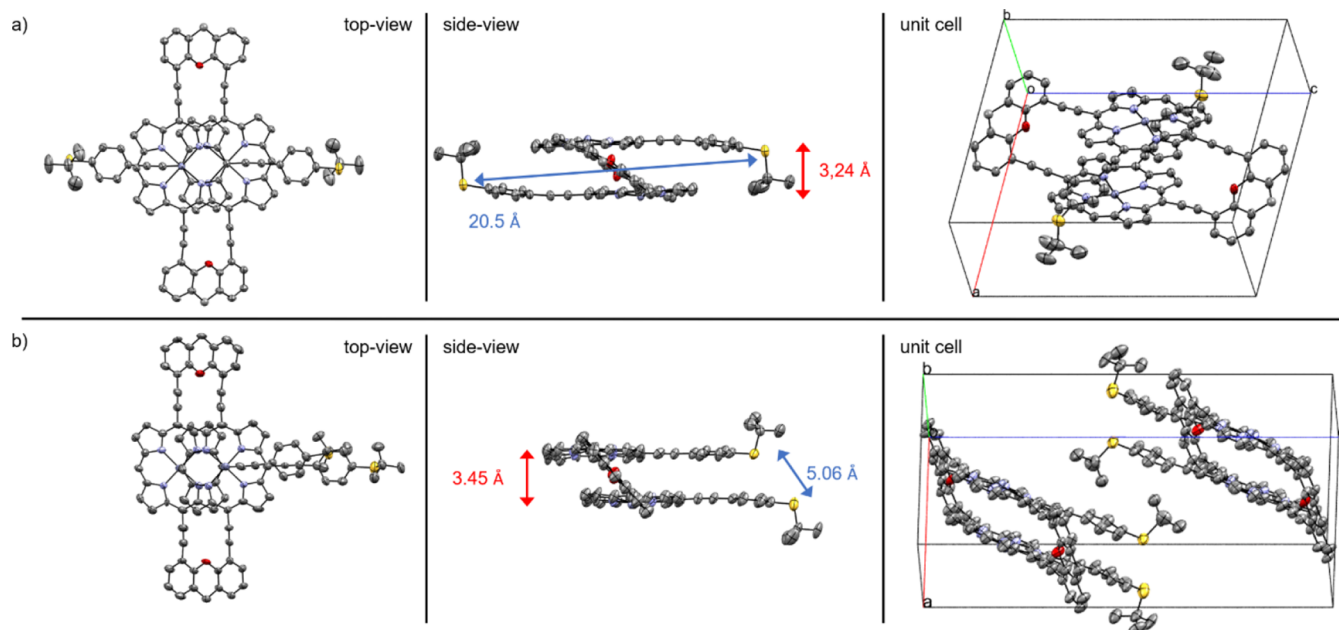 a)
top-view
side-view
unit cell
3,24 Å
20.5 Å
b
o
c
a
b)
top-view
side-view
unit cell
3.45 Å
5.06 Å
b
a